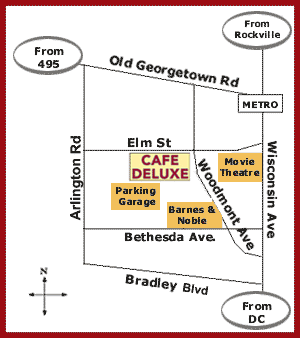 From
Rockville
From
495
Old Georgetown Rd
METRO
Elm St
CAFE
DELUXE
Movie
Theatre
Parking
Garage
Barnes &
Noble
Arlington Rd
Woodmont Ave
Wisconsin Ave
Bethesda Ave.
N
Bradley Blvd
From
DC